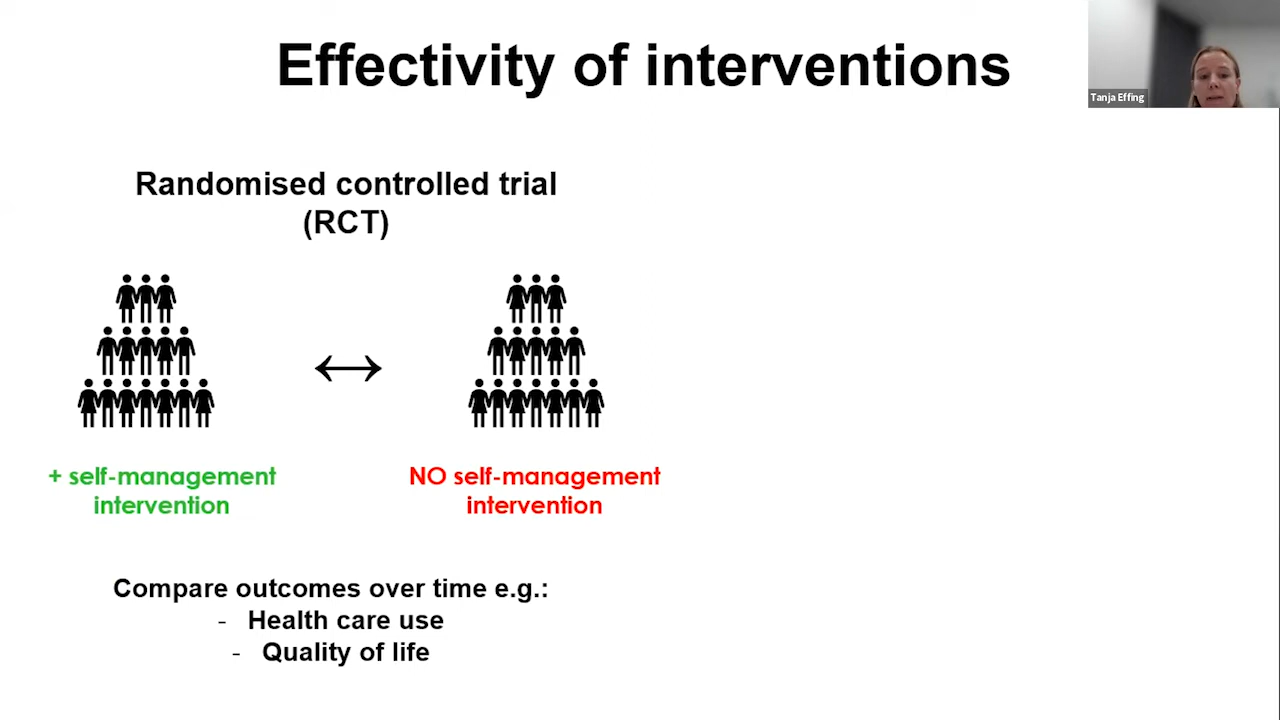 Effectivity of interventions
Tanja Effing
Randomised controlled trial
(RCT)
+ self-management
intervention
NO self-management
intervention
Compare outcomes over time e.g.:
- Health care use
- Quality of life